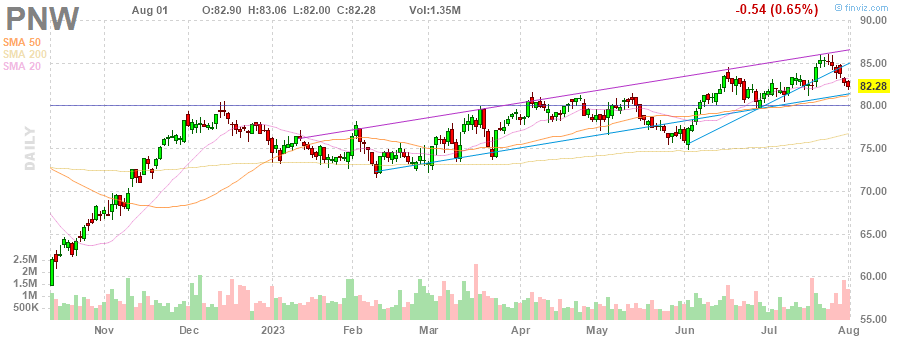 PNW Aug 01 O:82.90 H:83.06 L:82.00 C:82.28 Vol:1.35M -0.54 (0.65%) © finviz.com
SMA 50
SMA 200
SMA 20
DAILY
90.00
85.00
82.28
80.00
75.00
70.00
65.00
60.00
55.00
2.5M
2M
1.5M
1M
500K
Nov Dec 2023 Feb Mar Apr May Jun Jul Aug